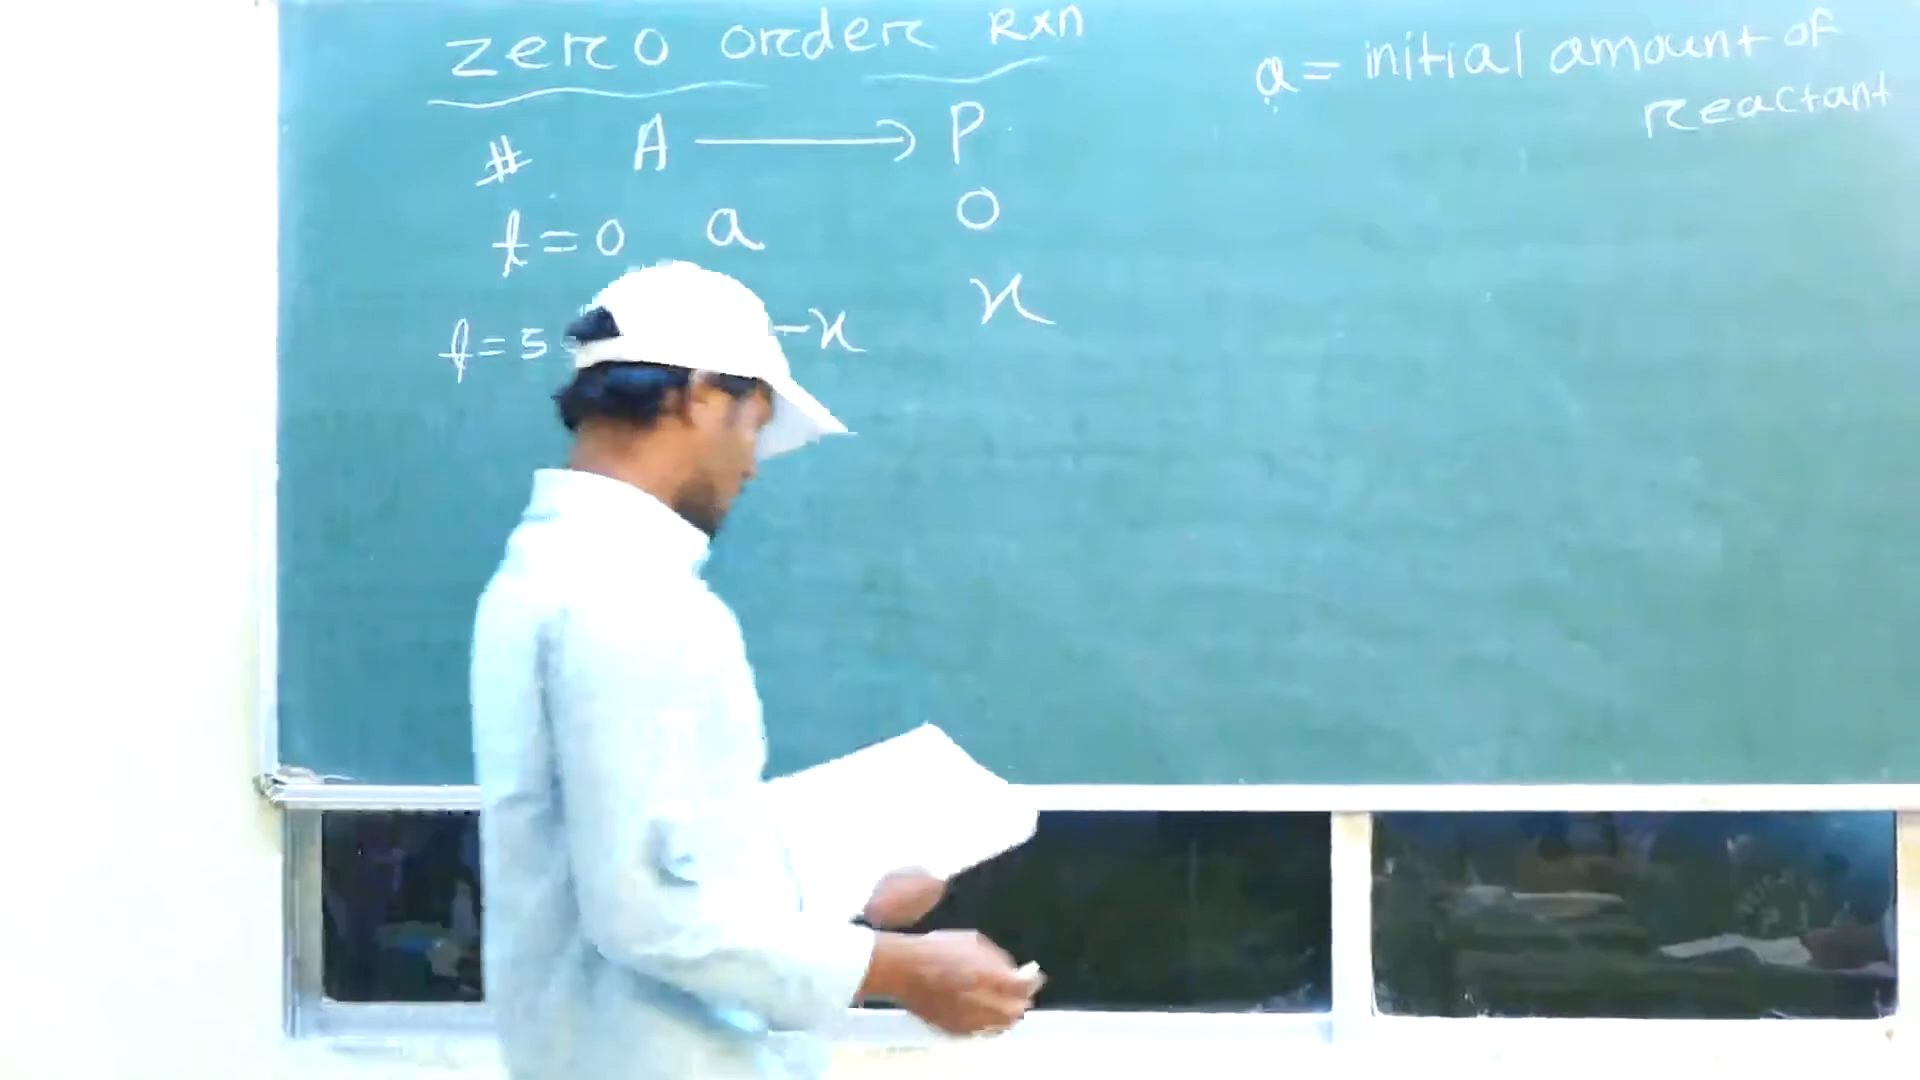 zero order Rxn
a = initial amount of
reactant
# A ⟶ P
t = 0 a 0
t = 5 - x x